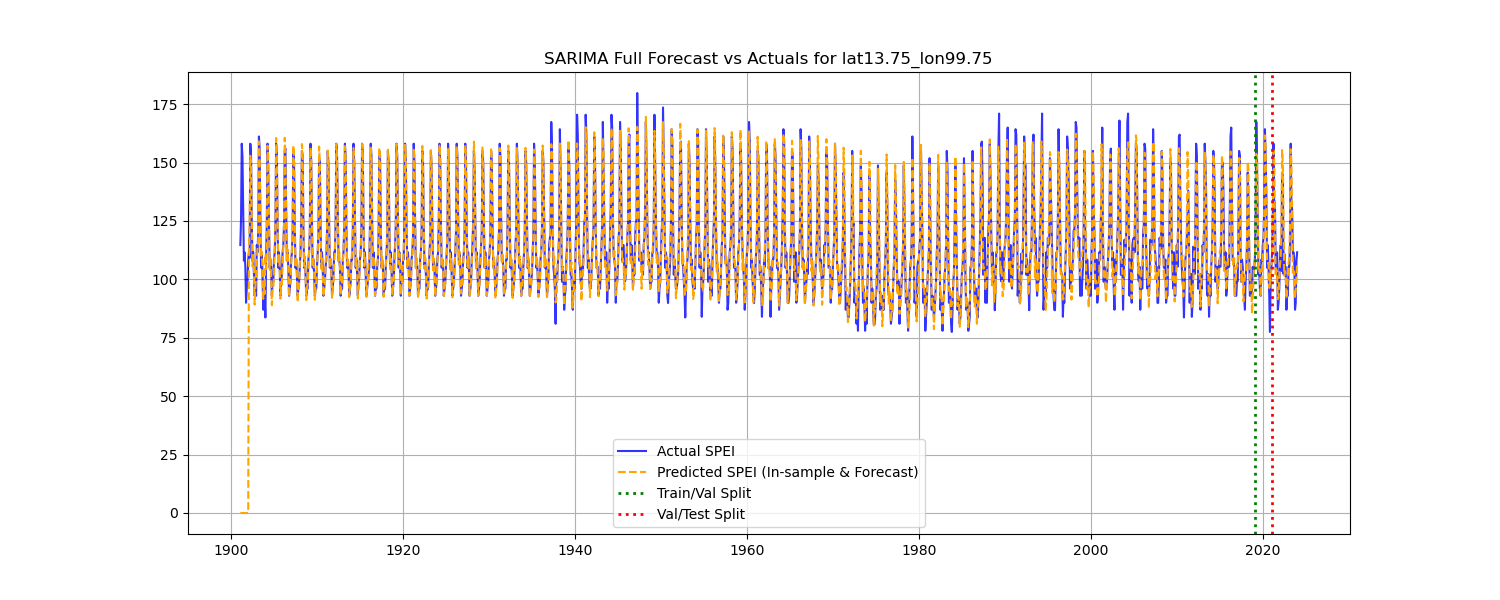 SARIMA Full Forecast vs Actuals for lat13.75_lon99.75
175
150
125
100
75
50
25
0
Actual SPEI
Predicted SPEI (In-sample & Forecast)
Train/Val Split
Val/Test Split
1900 1920 1940 1960 1980 2000 2020